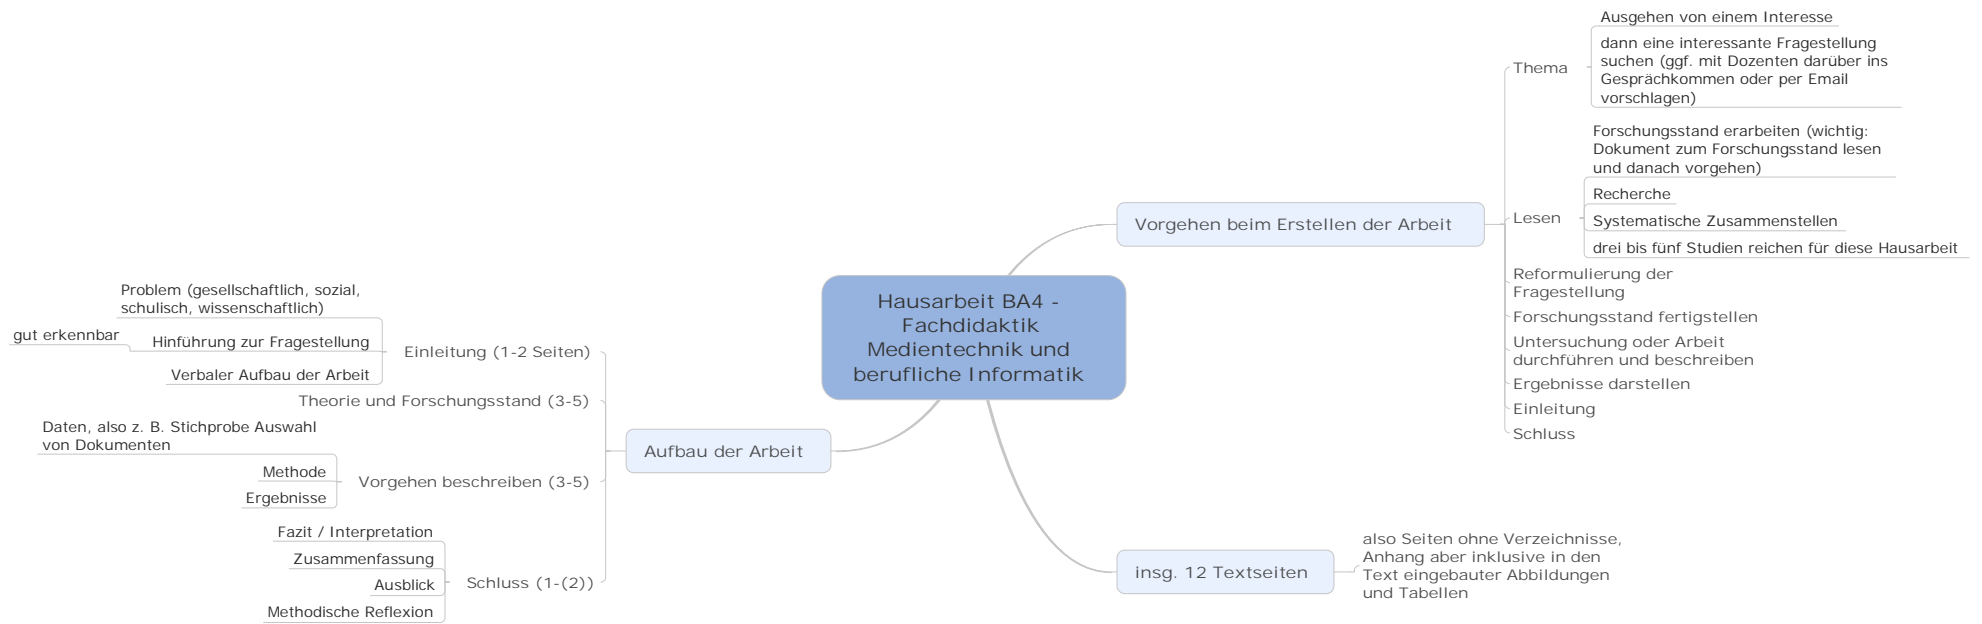 Hausarbeit BA4 -
Fachdidaktik
Medientechnik und
berufliche Informatik
Vorgehen beim Erstellen der Arbeit
Thema
Ausgehen von einem Interesse
dann eine interessante Fragestellung
suchen (ggf. mit Dozenten darüber ins
Gesprächkommen oder per Email
vorschlagen)
Lesen
Forschungsstand erarbeiten (wichtig:
Dokument zum Forschungsstand lesen
und danach vorgehen)
Recherche
Systematische Zusammenstellen
drei bis fünf Studien reichen für diese Hausarbeit
Reformulierung der
Fragestellung
Forschungsstand fertigstellen
Untersuchung oder Arbeit
durchführen und beschreiben
Ergebnisse darstellen
Einleitung
Schluss
insg. 12 Textseiten
also Seiten ohne Verzeichnisse,
Anhang aber inklusive in den
Text eingebauter Abbildungen
und Tabellen
Aufbau der Arbeit
Einleitung (1-2 Seiten)
Problem (gesellschaftlich, sozial,
schulisch, wissenschaftlich)
Hinführung zur Fragestellung
gut erkennbar
Verbaler Aufbau der Arbeit
Theorie und Forschungsstand (3-5)
Vorgehen beschreiben (3-5)
Daten, also z. B. Stichprobe Auswahl
von Dokumenten
Methode
Ergebnisse
Schluss (1-(2))
Fazit / Interpretation
Zusammenfassung
Ausblick
Methodische Reflexion